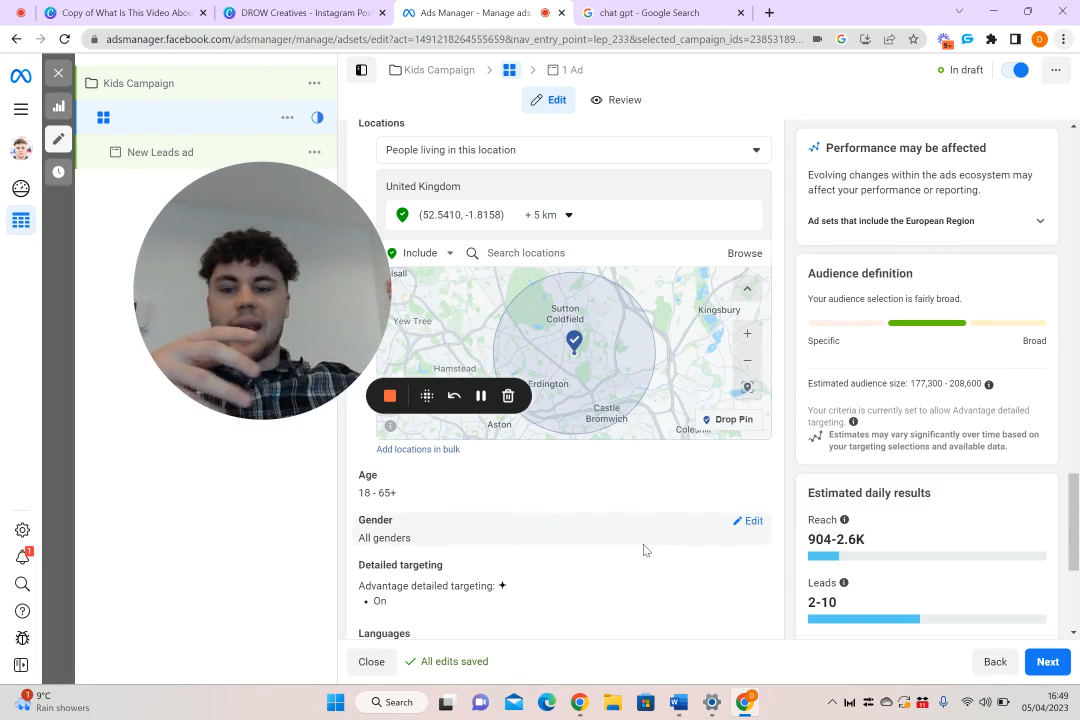 Copy of What Is This Video Abou
DROW Creatives - Instagram Pos
Ads Manager - Manage ads
chat gpt - Google Search
adsmanager.facebook.com/adsmanager/manage/adsets/edit?act=1491218264555659&nav_entry_point=lep_233&selected_campaign_ids=23853189...
9+
D
Kids Campaign
New Leads ad
Kids Campaign
1 Ad
In draft
Edit
Review
Locations
People living in this location
United Kingdom
(52.5410, -1.8158) + 5 km
Include
Search locations
Browse
lsall
Yew Tree
Sutton
Coldfield
Kingsbury
Hamstead
Erdington
Castle
Bromwich
Aston
Drop Pin
Add locations in bulk
Age
18 - 65+
Gender
Edit
All genders
Detailed targeting
Advantage detailed targeting:
• On
Languages
Close
All edits saved
Back
Next
Performance may be affected
Evolving changes within the ads ecosystem may
affect your performance or reporting.
Ad sets that include the European Region
Audience definition
Your audience selection is fairly broad.
Specific
Broad
Estimated audience size: 177,300 - 208,600
Your criteria is currently set to allow Advantage detailed
targeting.
Estimates may vary significantly over time based on
your targeting selections and available data.
Estimated daily results
Reach
904-2.6K
Leads
2-10
1
1
9°C
Rain showers
Search
16:49
05/04/2023